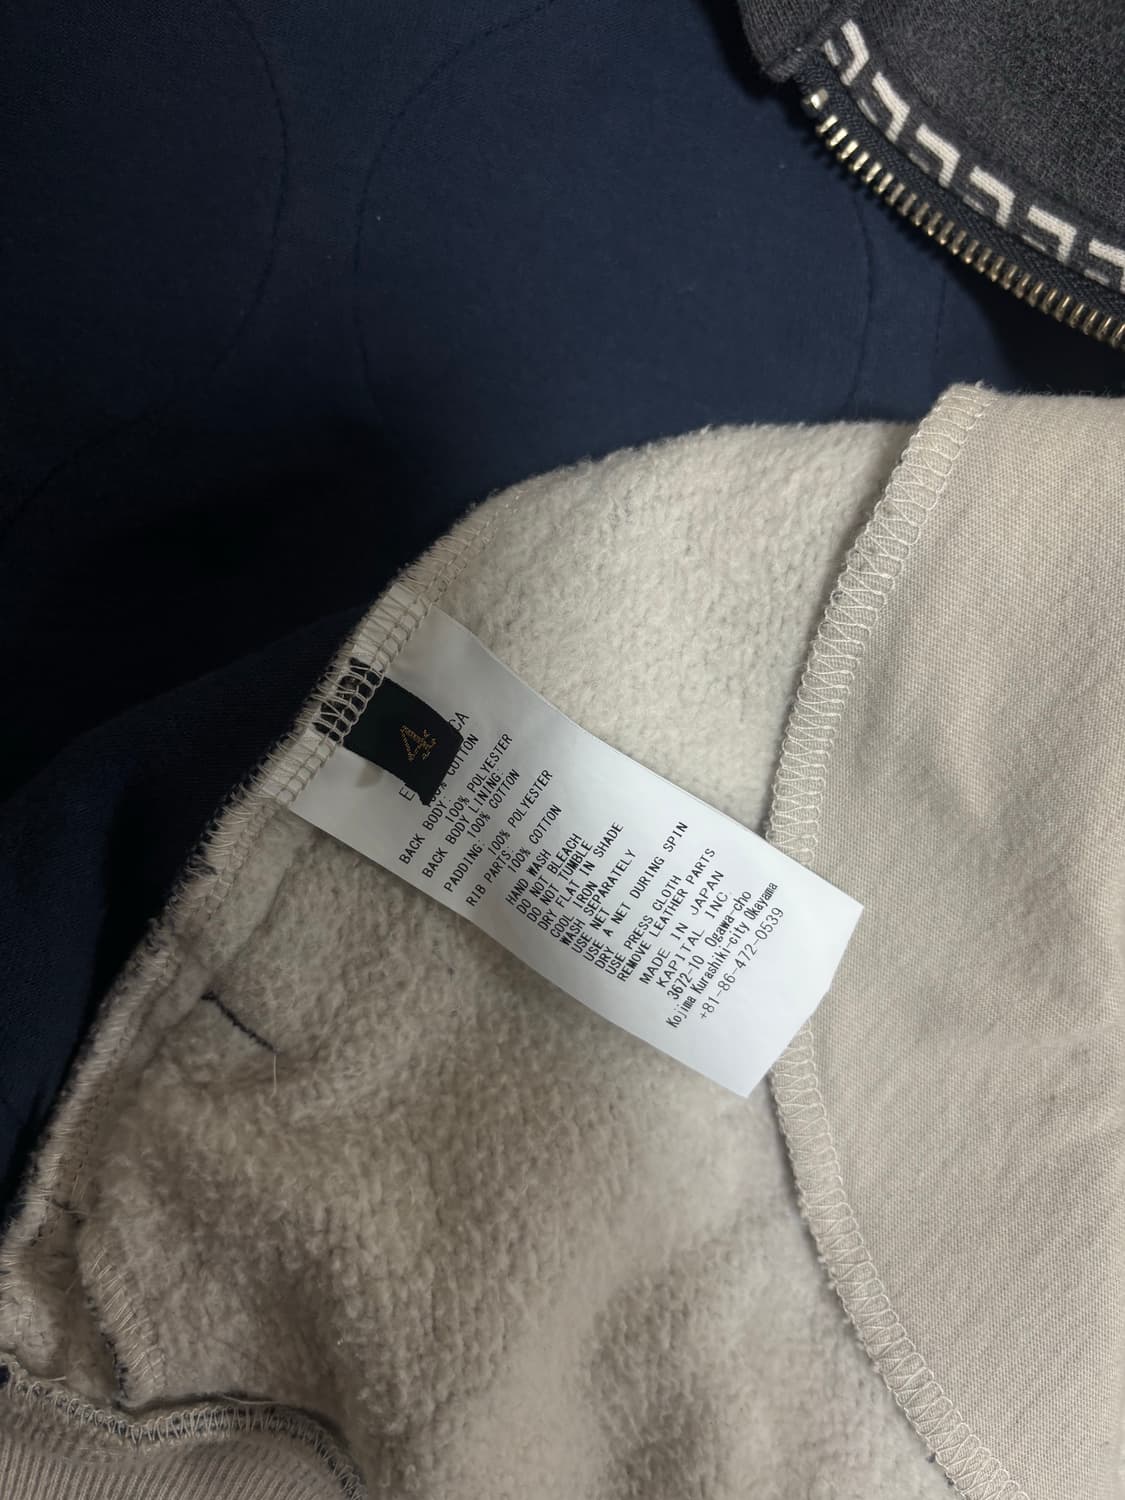 4
CA
COTTON
BACK BODY:
100% POLYESTER
BACK BODY LINING:
100% COTTON
PADDING: 100% POLYESTER
RIB PARTS:
100% COTTON
HAND WASH
DO NOT BLEACH
DO NOT TUMBLE
DRY FLAT IN SHADE
COOL IRON
WASH SEPARATELY
USE NET
USE A NET DURING SPIN
DRY
USE PRESS CLOTH
REMOVE LEATHER PARTS
MADE IN JAPAN
KAPITAL INC.
3672-10 Ogawa-cho
Kojima Kurashiki-city Okayama
+81-86-472-0539